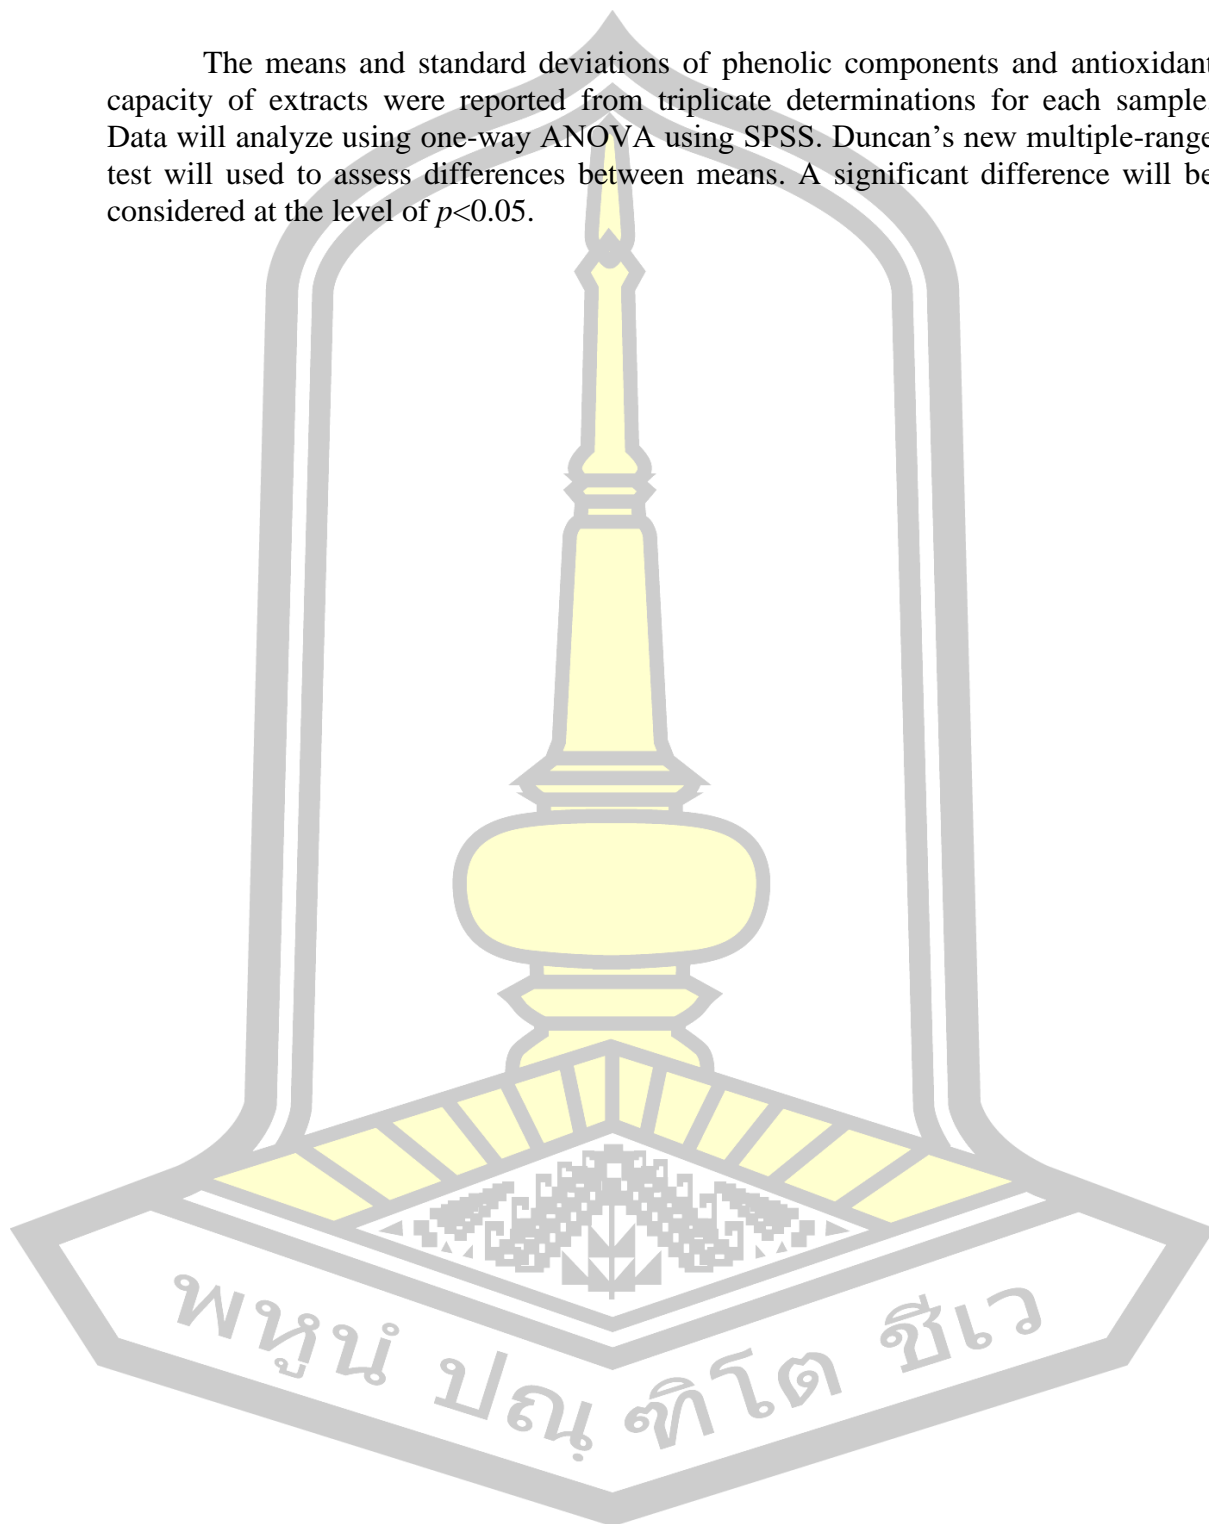 The means and standard deviations of phenolic components and antioxidant
capacity of extracts were reported from triplicate determinations for each sample.
Data will analyze using one-way ANOVA using SPSS. Duncan's new multiple-range
test will used to assess differences between means. A significant difference will be
considered at the level of p<0.05.
พหูนํ ปณฺ ฑิโต ชีเว